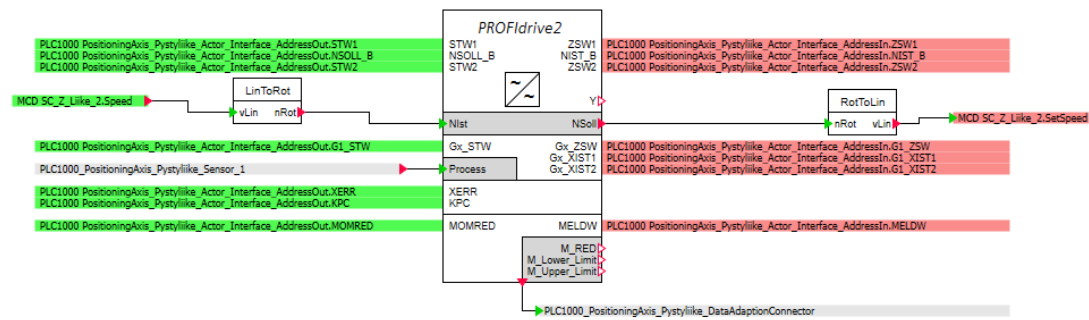 PROFIdrive2
PLC1000 PositioningAxis_Pystyliike_Actor_Interface_AddressOut.STW1
STW1
ZSW1
PLC1000 PositioningAxis_Pystyliike_Actor_Interface_AddressIn.ZSW1
PLC1000 PositioningAxis_Pystyliike_Actor_Interface_AddressOut.NSOLL_B
NSOLL_B
NIST_B
PLC1000 PositioningAxis_Pystyliike_Actor_Interface_AddressIn.NIST_B
PLC1000 PositioningAxis_Pystyliike_Actor_Interface_AddressOut.STW2
STW2
ZSW2
PLC1000 PositioningAxis_Pystyliike_Actor_Interface_AddressIn.ZSW2
~
~
LinToRot
Y
RotToLin
MCD SC_Z_Liike_2.Speed
vLin
nRot
NIst
NSoll
nRot
vLin
MCD SC_Z_Liike_2.SetSpeed
PLC1000 PositioningAxis_Pystyliike_Actor_Interface_AddressOut.G1_STW
Gx_STW
Gx_ZSW
PLC1000 PositioningAxis_Pystyliike_Actor_Interface_AddressIn.G1_ZSW
Gx_XIST1
PLC1000 PositioningAxis_Pystyliike_Actor_Interface_AddressIn.G1_XIST1
PLC1000_PositioningAxis_Pystyliike_Sensor_1
Process
Gx_XIST2
PLC1000 PositioningAxis_Pystyliike_Actor_Interface_AddressIn.G1_XIST2
PLC1000 PositioningAxis_Pystyliike_Actor_Interface_AddressOut.XERR
XERR
PLC1000 PositioningAxis_Pystyliike_Actor_Interface_AddressOut.KPC
KPC
PLC1000 PositioningAxis_Pystyliike_Actor_Interface_AddressOut.MOMRED
MOMRED
MELDW
PLC1000 PositioningAxis_Pystyliike_Actor_Interface_AddressIn.MELDW
M_RED
M_Lower_Limit
M_Upper_Limit
PLC1000_PositioningAxis_Pystyliike_DataAdaptionConnector